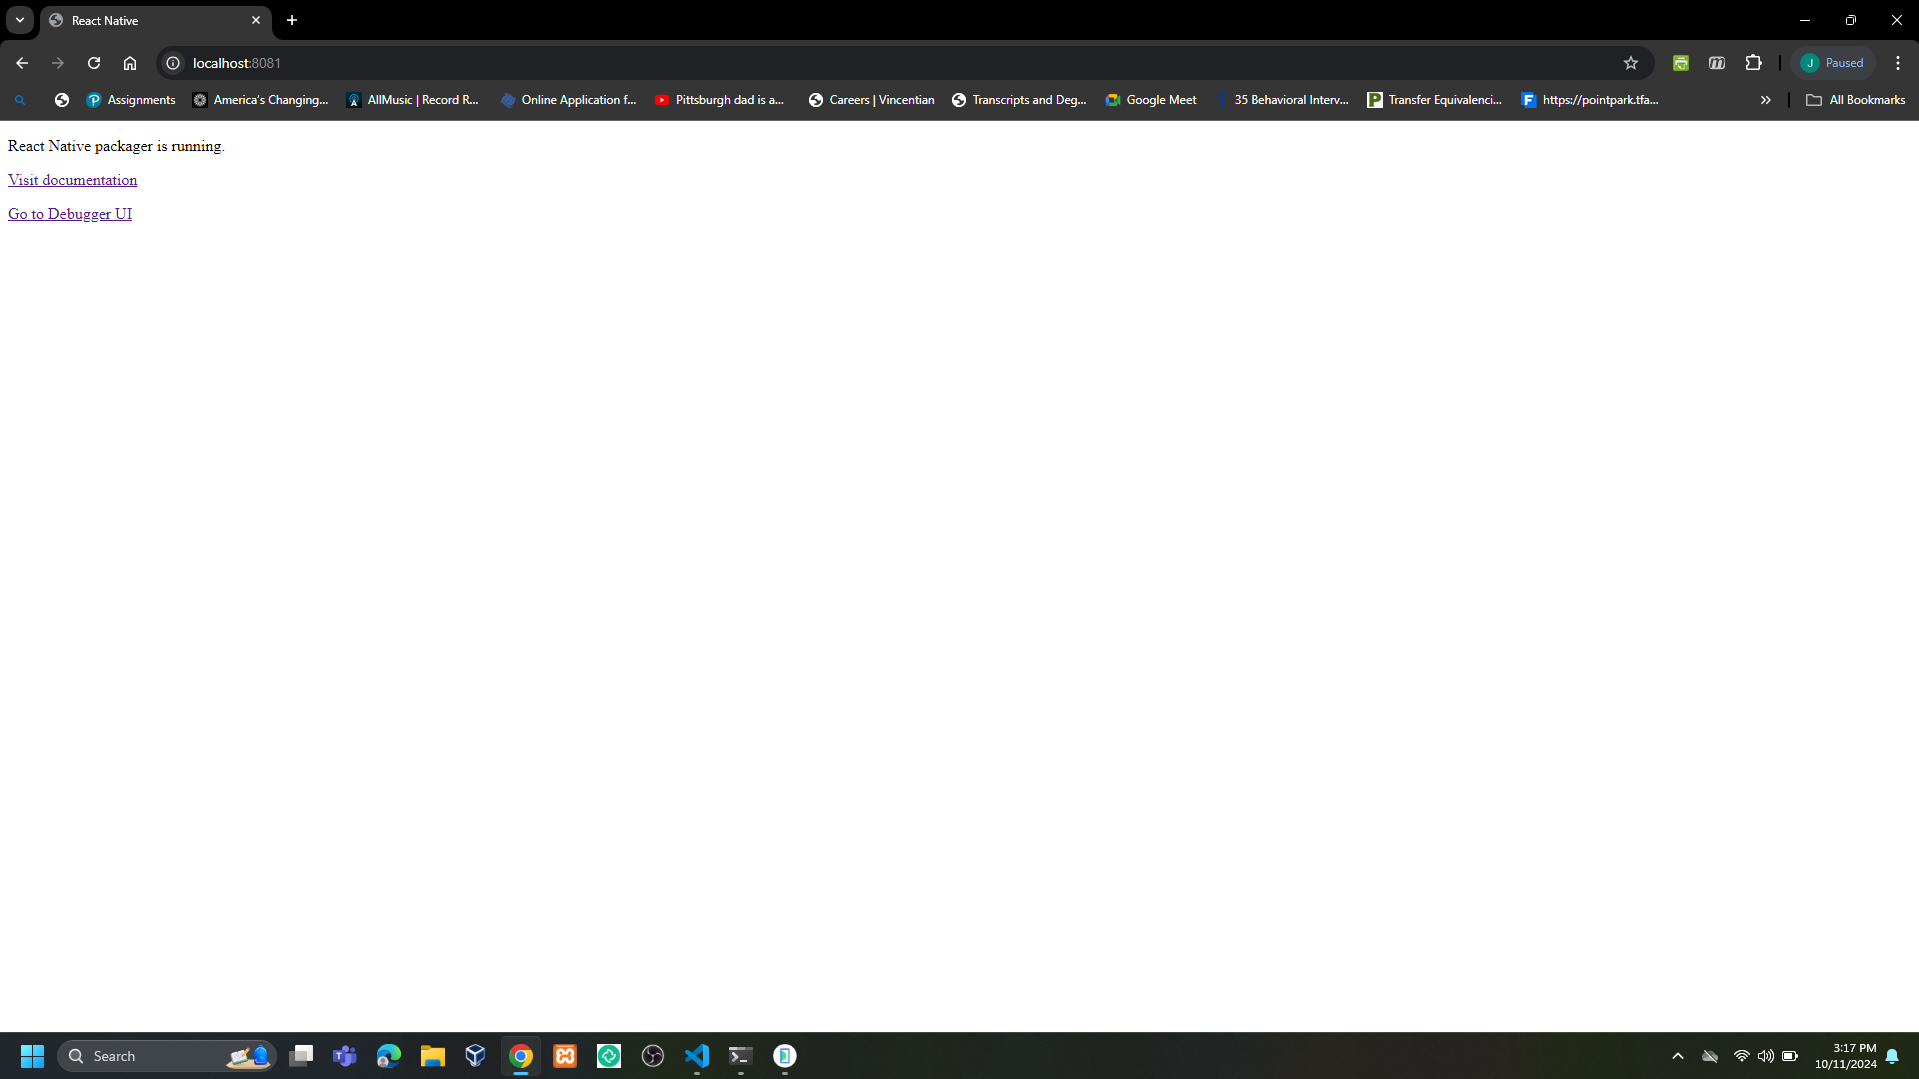 React Native
localhost:8081
Paused
Assignments
America's Changing...
AllMusic | Record R...
Online Application f...
Pittsburgh dad is a...
Careers | Vincentian
Transcripts and Deg...
Google Meet
35 Behavioral Interv...
Transfer Equivalenci...
https://pointpark.tfa...
All Bookmarks
React Native packager is running.
Visit documentation
Go to Debugger UI
Search
3:17 PM
10/11/2024